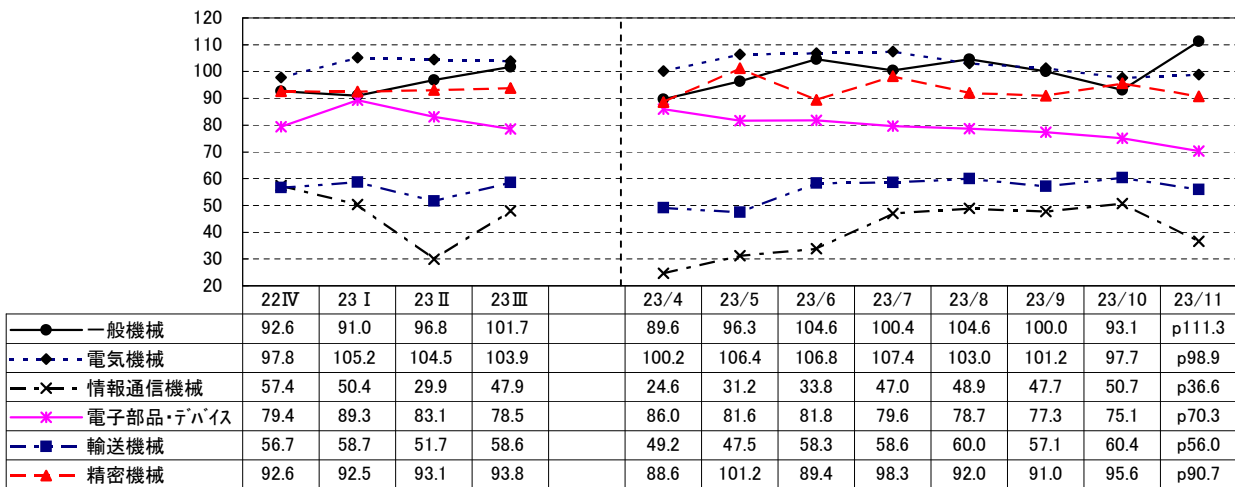 120
110
100
90
80
70
60
50
40
30
20
22Ⅳ 23Ⅰ 23Ⅱ 23Ⅲ 23/4 23/5 23/6 23/7 23/8 23/9 23/10 23/11
一般機械 92.6 91.0 96.8 101.7 89.6 96.3 104.6 100.4 104.6 100.0 93.1 p111.3
電気機械 97.8 105.2 104.5 103.9 100.2 106.4 106.8 107.4 103.0 101.2 97.7 p98.9
情報通信機械 57.4 50.4 29.9 47.9 24.6 31.2 33.8 47.0 48.9 47.7 50.7 p36.6
電子部品・ﾃﾞﾊﾞｲｽ 79.4 89.3 83.1 78.5 86.0 81.6 81.8 79.6 78.7 77.3 75.1 p70.3
輸送機械 56.7 58.7 51.7 58.6 49.2 47.5 58.3 58.6 60.0 57.1 60.4 p56.0
精密機械 92.6 92.5 93.1 93.8 88.6 101.2 89.4 98.3 92.0 91.0 95.6 p90.7